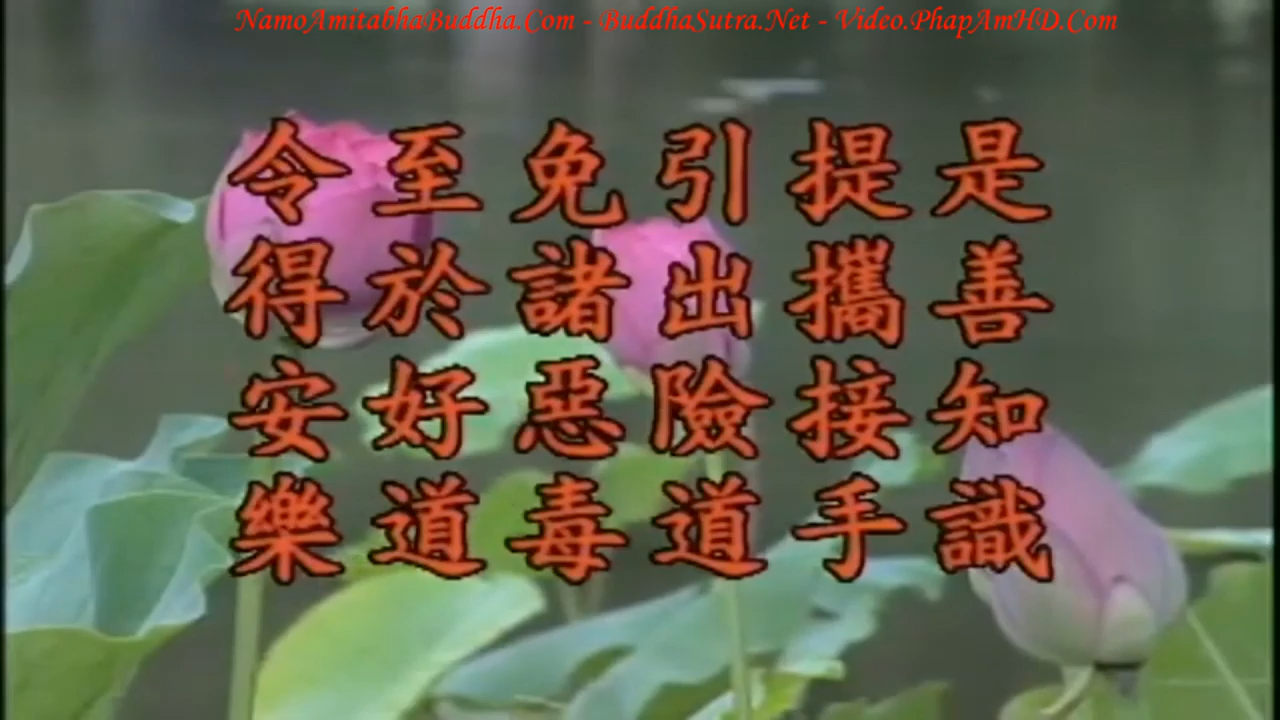 NamoAmitabhaBuddha.Com - BuddhaSutra.Net - Video.PhapAmHD.Com
是善知識
提攜接手
引出險道
免諸惡毒
至於好道
令得安樂